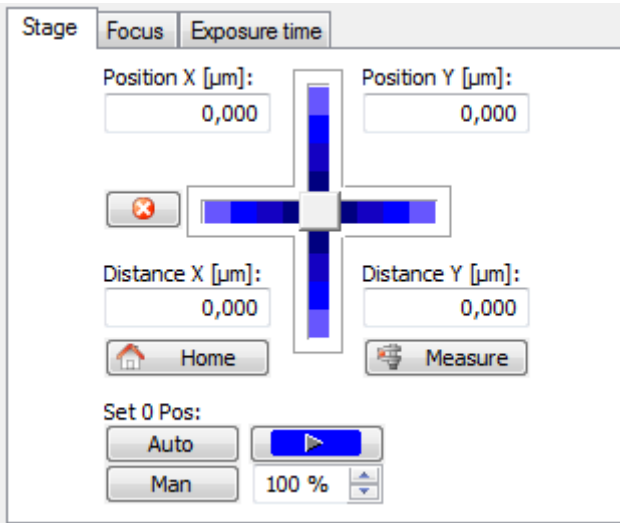 Stage Focus Exposure time
Position X [µm]: Position Y [µm]:
0,000 0,000
Distance X [µm]: Distance Y [µm]:
0,000 0,000
Home Measure
Set 0 Pos:
Auto
Man 100 %